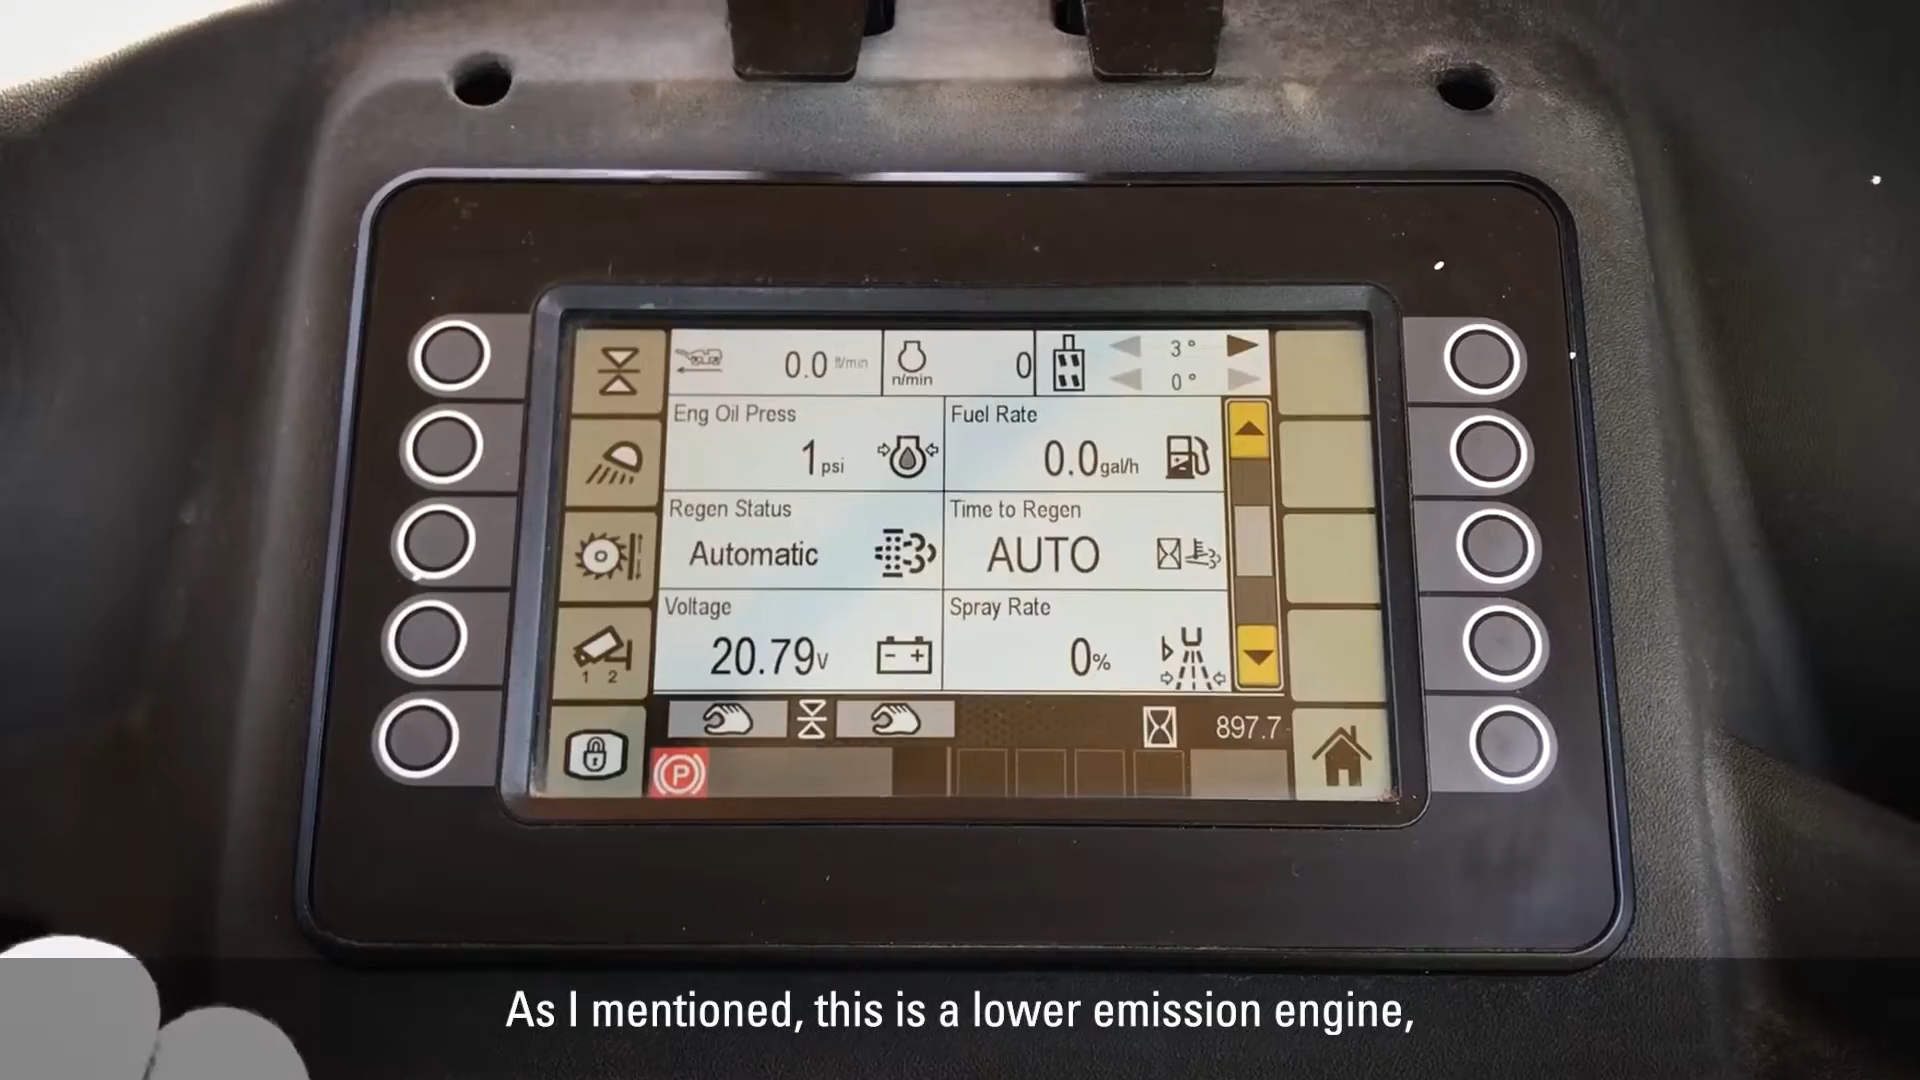 0.0 ft/min
n/min 0
3°
0°
Eng Oil Press
1 psi
Fuel Rate
0.0 gal/h
Regen Status
Automatic
Time to Regen
AUTO
Voltage
20.79 v
Spray Rate
0%
1 2
897.7
P
As I mentioned, this is a lower emission engine,